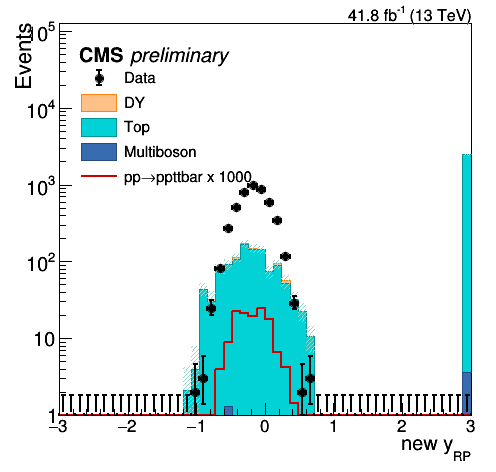 41.8 fb⁻¹ (13 TeV)
Events
CMS preliminary
Data
DY
Top
Multiboson
pp→ppttbar x 1000
10⁵
10⁴
10³
10²
10
1
−3 −2 −1 0 1 2 3
new y_RP